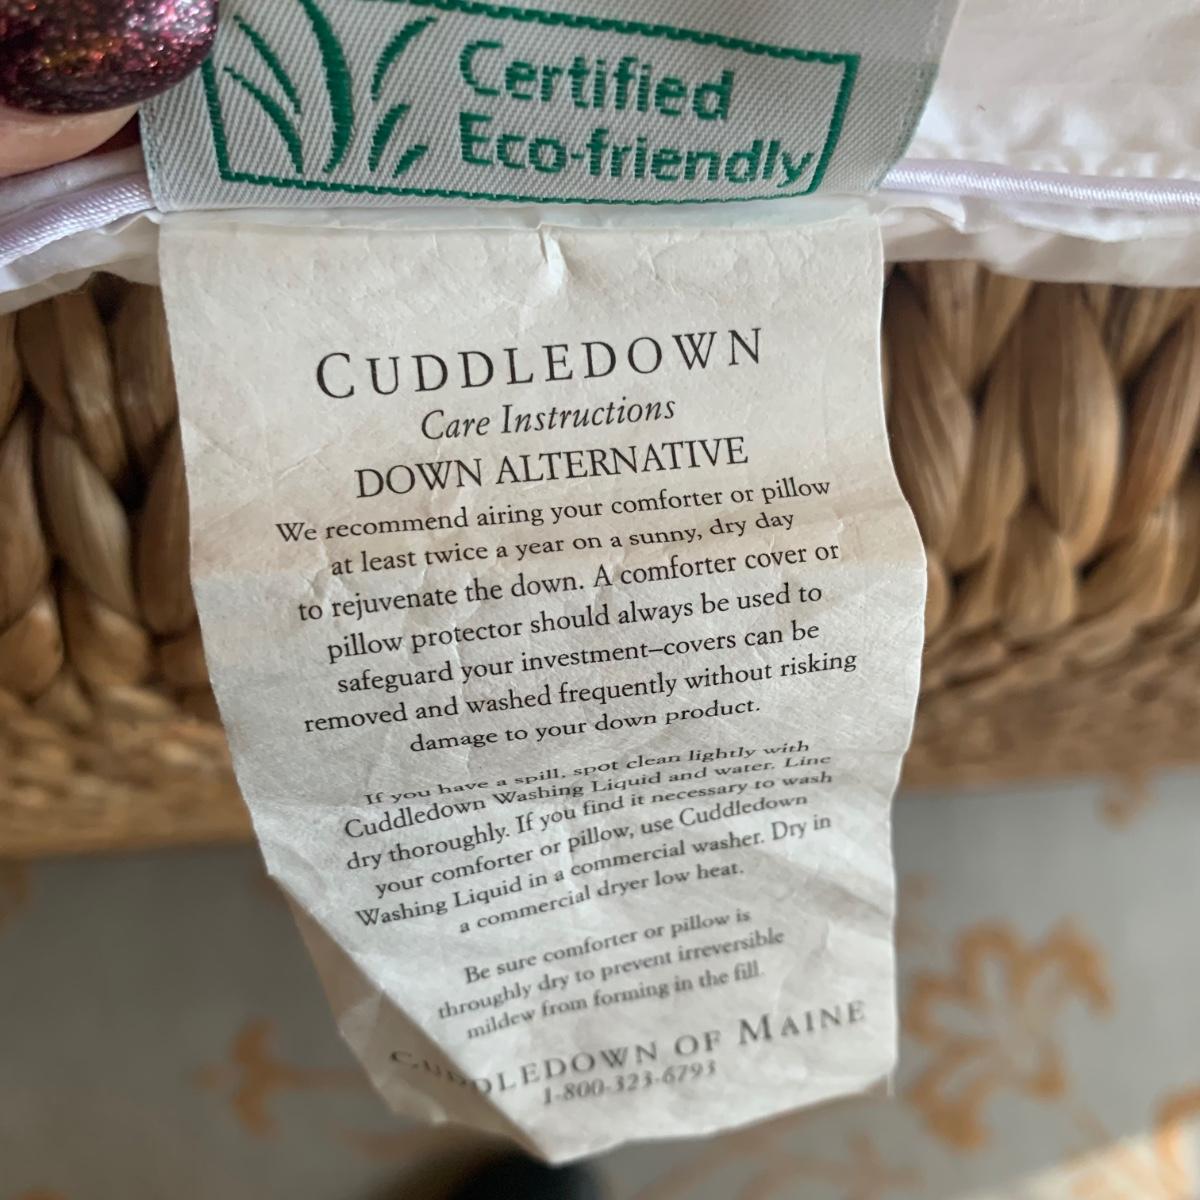 Certified
Eco-friendly
CUDDLEDOWN
Care Instructions
DOWN ALTERNATIVE
We recommend airing your comforter or pillow
at least twice a year on a sunny, dry day
to rejuvenate the down. A comforter cover or
pillow protector should always be used to
safeguard your investment–covers can be
removed and washed frequently without risking
damage to your down product.
If you have a spill, spot clean lightly with
Cuddledown Washing Liquid and water. Line
dry thoroughly. If you find it necessary to wash
your comforter or pillow, use Cuddledown
Washing Liquid in a commercial washer. Dry in
a commercial dryer low heat.
Be sure comforter or pillow is
throughly dry to prevent irreversible
mildew from forming in the fill.
CUDDLEDOWN OF MAINE
1-800-323-6793